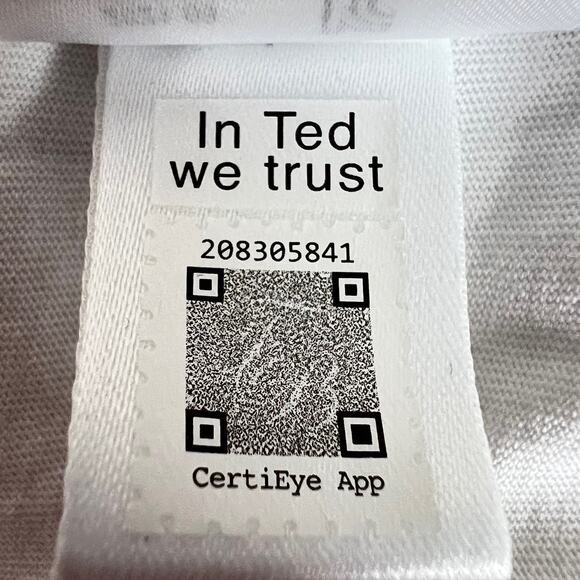 In Ted
we trust
208305841
CertiEye App